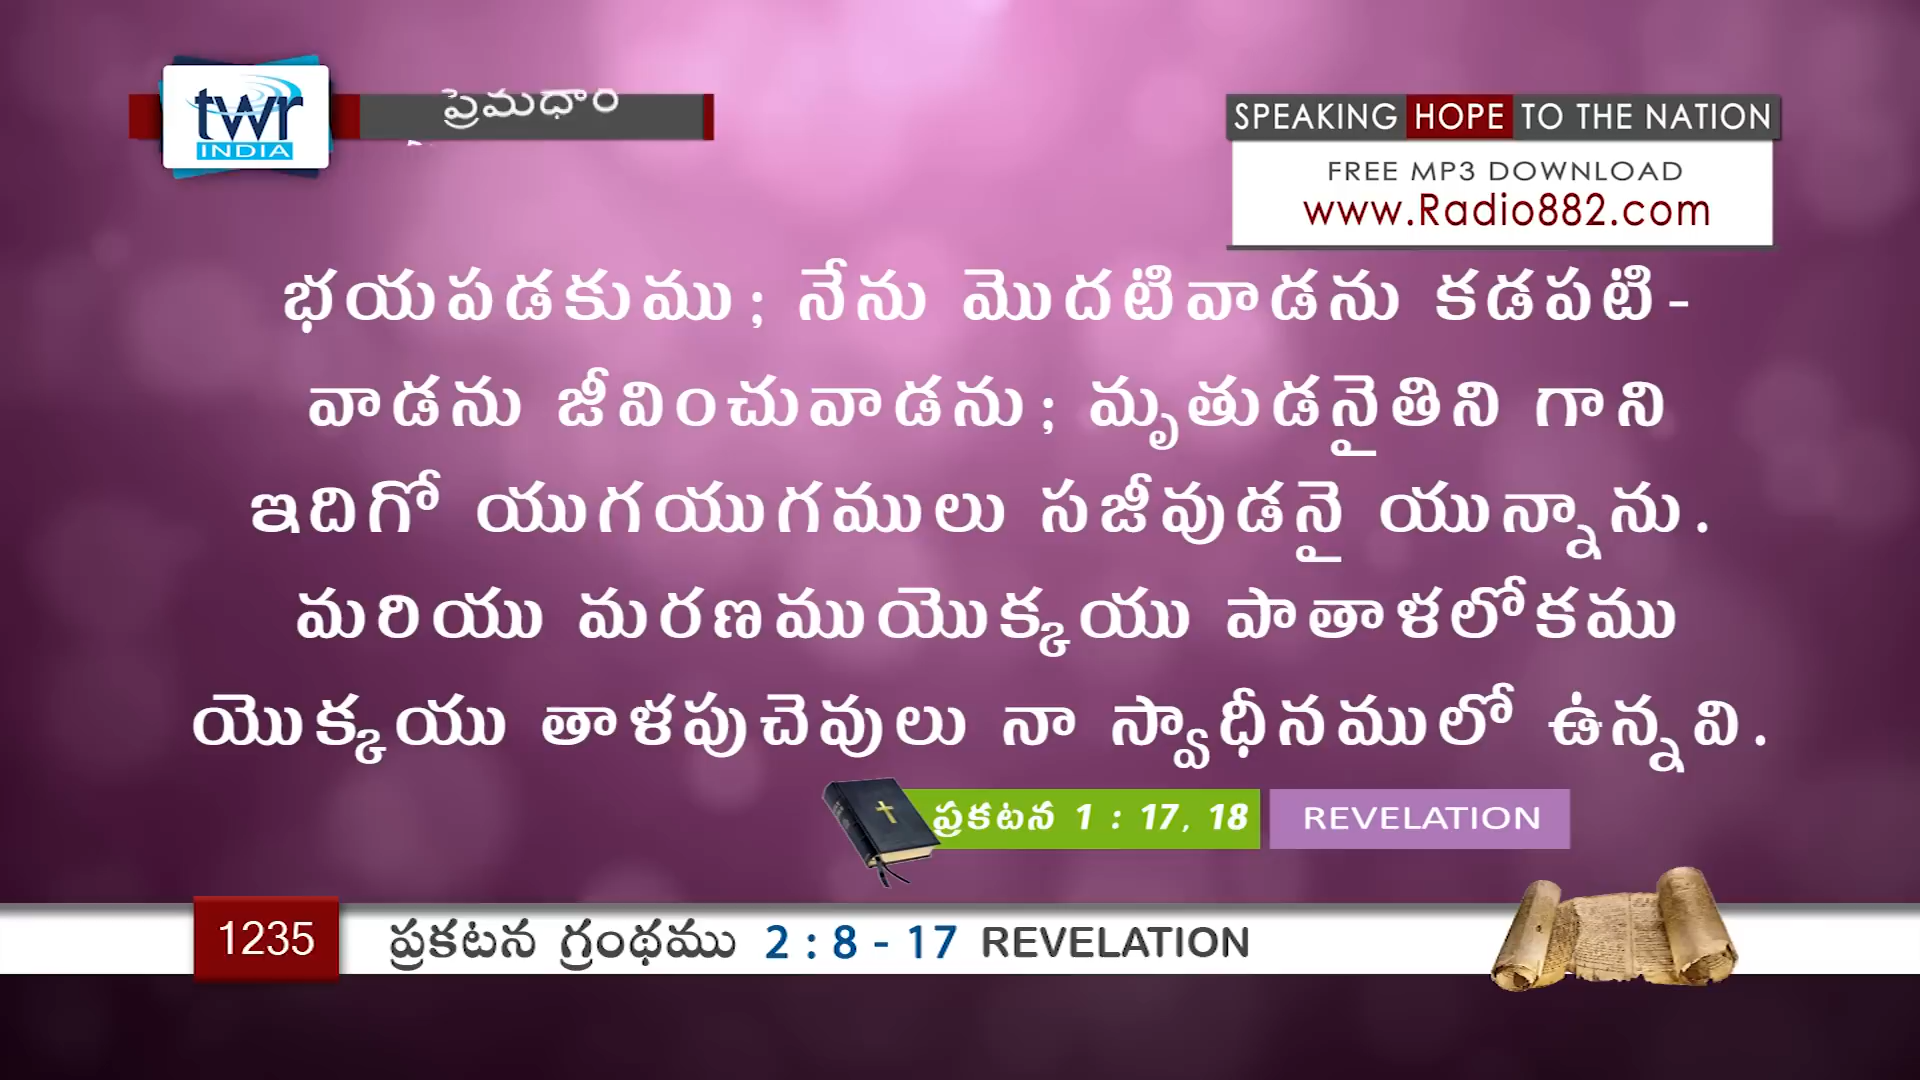 twr
INDIA
SPEAKING HOPE TO THE NATION
FREE MP3 DOWNLOAD
www.Radio882.com
భయపడకుము; నేను మొదటివాడను కడపటి-
వాడను జీవించువాడను; మృతుడనైతిని గాని
ఇదిగో యుగయుగములు సజీవుడనై యున్నాను.
మరియు మరణముయొక్కయు పాతాళలోకము
యొక్కయు తాళపుచెవులు నా స్వాధీనములో ఉన్నవి.
ప్రకటన 1 : 17, 18 REVELATION
1235 ప్రకటన గ్రంథము 2 : 8 - 17 REVELATION